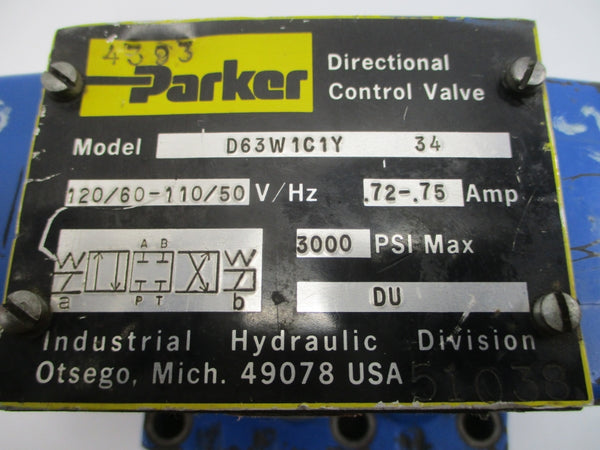 4393
Parker
Directional
Control Valve
Model D63W1C1Y 34
120/60-110/50 V/Hz .72-.75 Amp
A B
3000 PSI Max
a P T b
DU
Industrial Hydraulic Division
Otsego, Mich. 49078 USA 51038